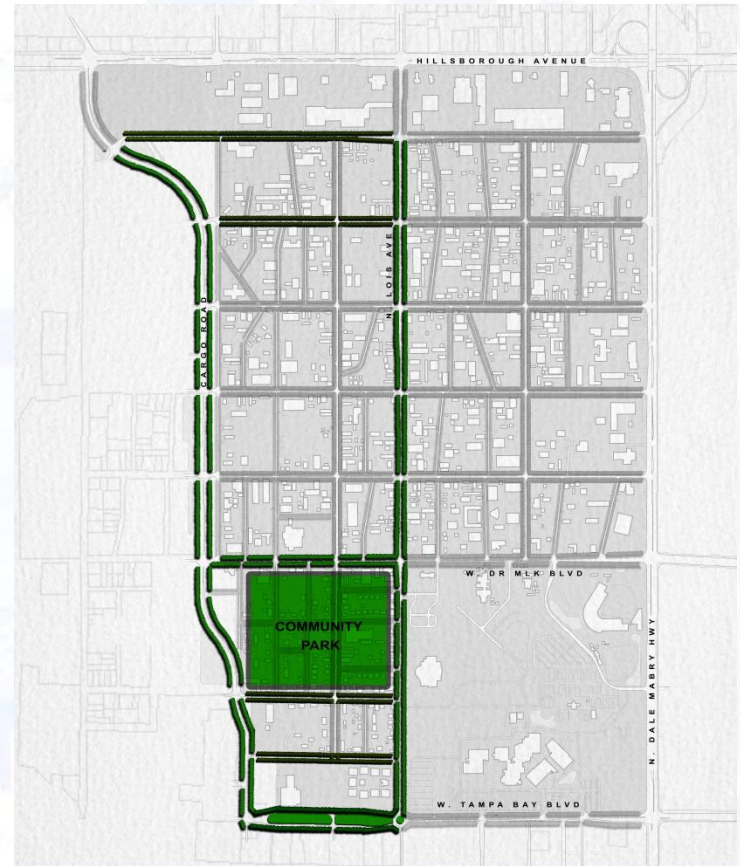 HILLSBOROUGH AVENUE
N. LOIS AVE
CARGO ROAD
W. DR MLK BLVD
COMMUNITY
PARK
N. DALE MABRY HWY
W. TAMPA BAY BLVD